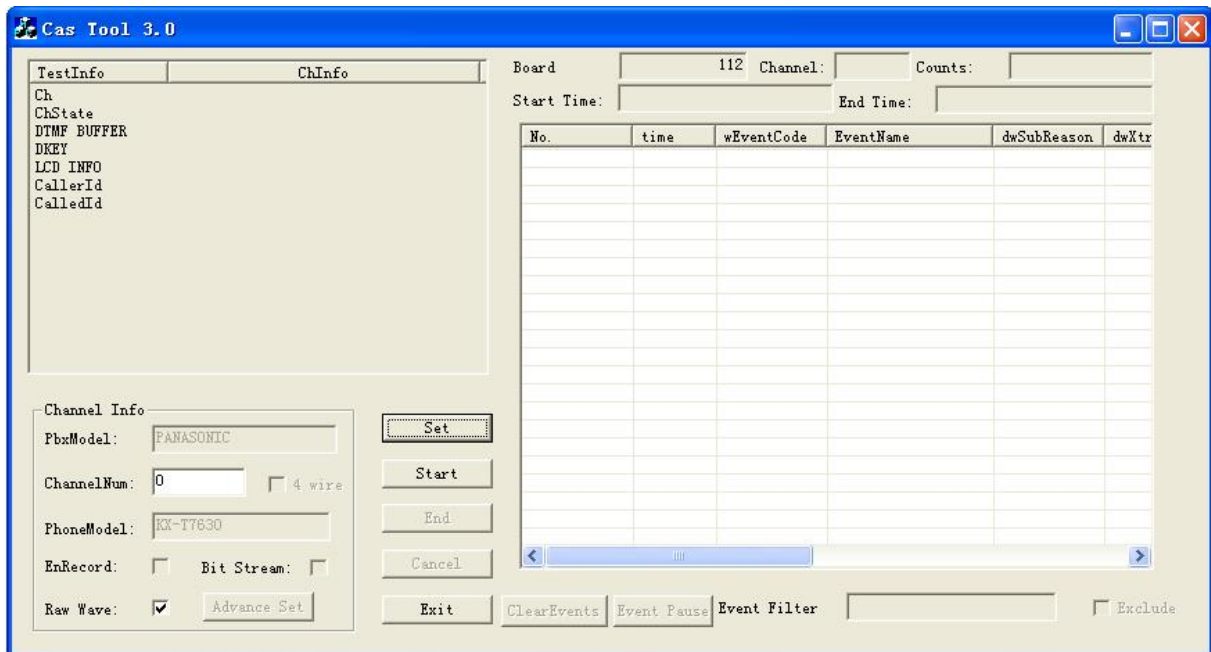 Cas Tool 3.0
TestInfo ChInfo
Ch
ChState
DTMF BUFFER
DKEY
LCD INFO
CallerId
CalledId
Board 112 Channel: Counts:
Start Time: End Time:
No. time wEventCode EventName dwSubReason dwXtr
Channel Info
PbxModel: PANASONIC
ChannelNum: 0 4 wire
PhoneModel: KX-T7630
EnRecord: Bit Stream:
Raw Wave: Advance Set
Set
Start
End
Cancel
Exit ClearEvents Event Pause Event Filter Exclude